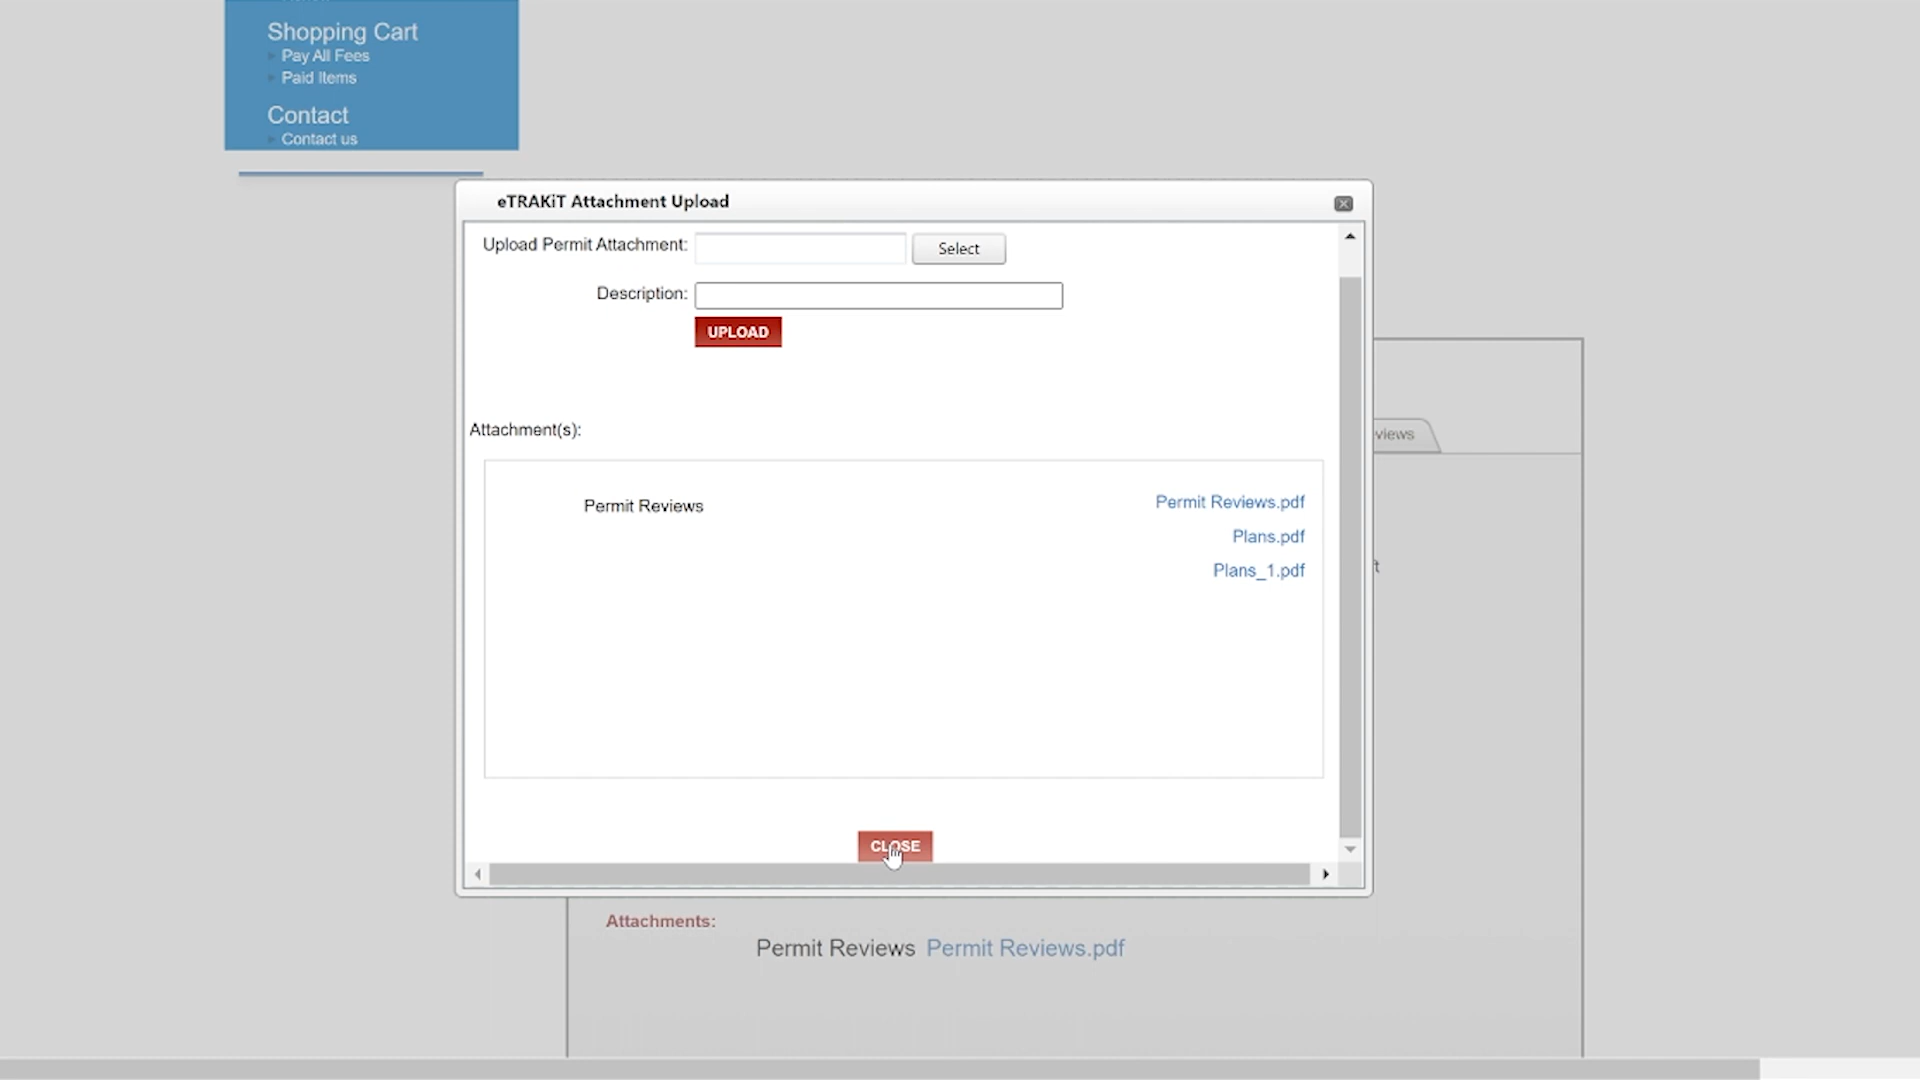 Shopping Cart
Pay All Fees
Paid Items
Contact
Contact us
eTRAKiT Attachment Upload
Upload Permit Attachment:
Select
Description:
UPLOAD
Attachment(s):
Permit Reviews
Permit Reviews.pdf
Plans.pdf
Plans_1.pdf
CLOSE
Attachments:
Permit Reviews Permit Reviews.pdf